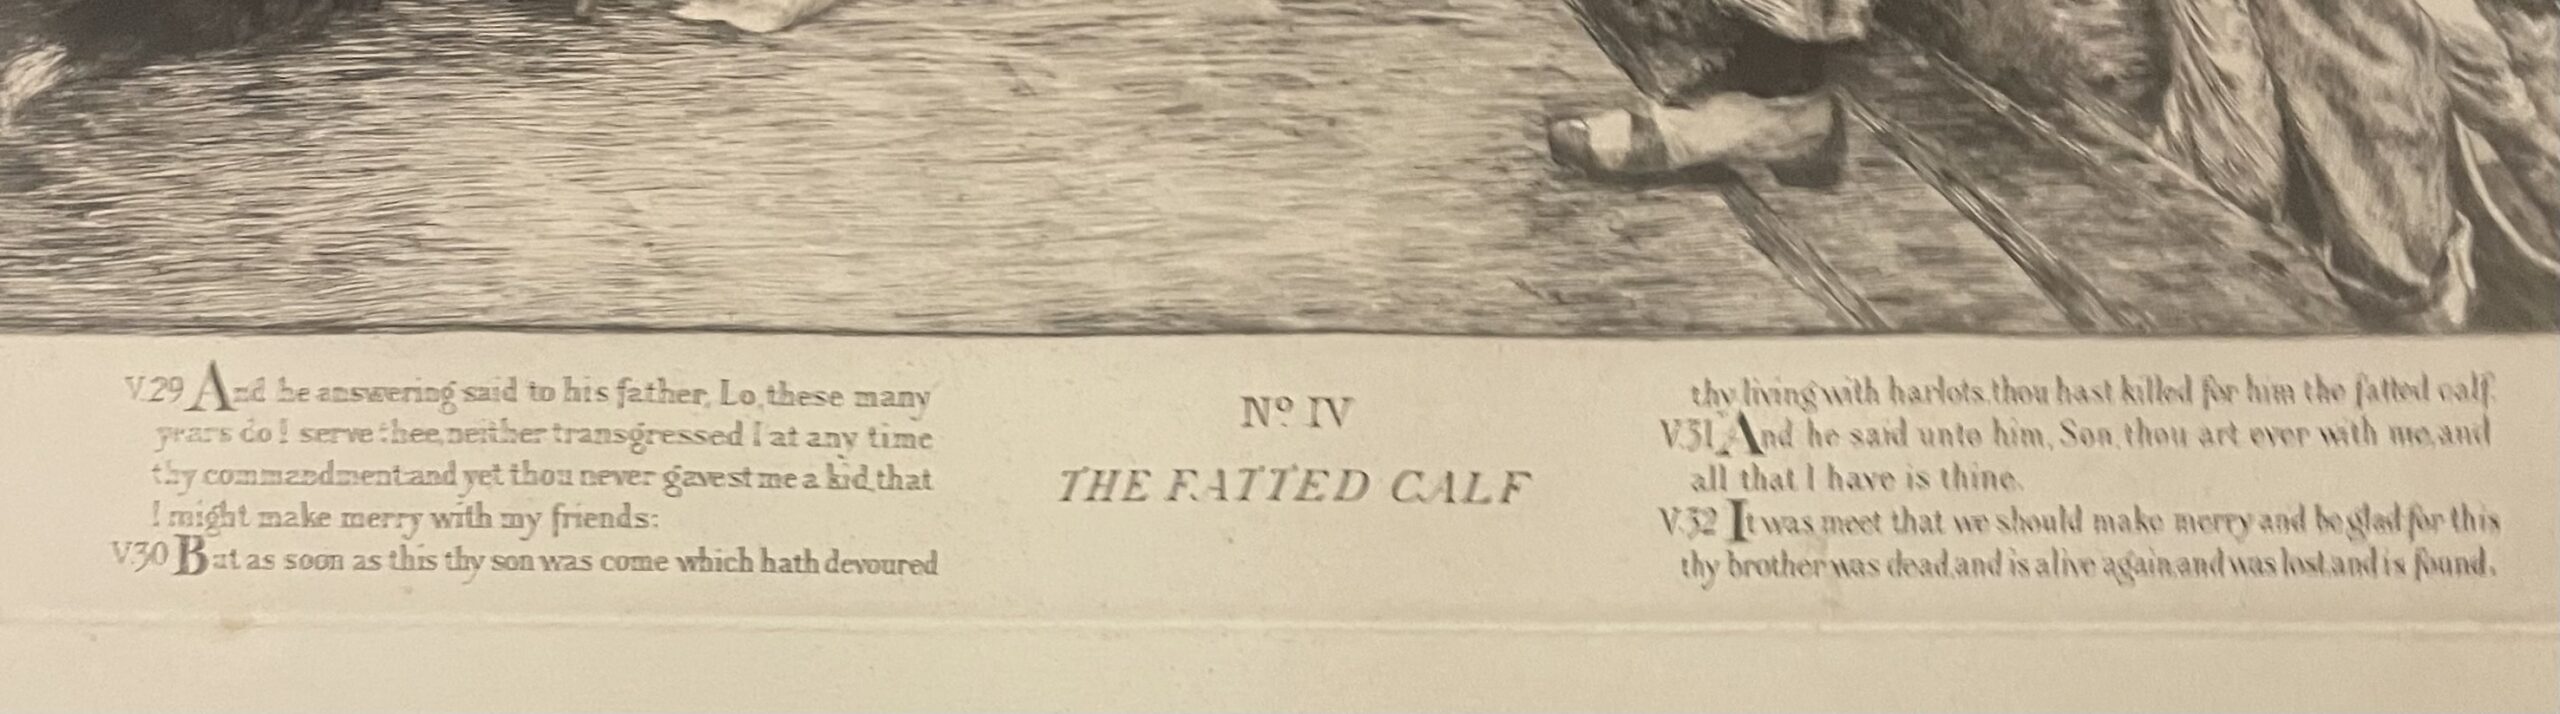 V.29 And he answering said to his father, Lo, these many
years do I serve thee, neither transgressed I at any time
thy commandment and yet thou never gavest me a kid, that
I might make merry with my friends:
V.30 But as soon as this thy son was come which hath devoured
Nº IV
THE FATTED CALF
thy living with harlots, thou hast killed for him the fatted calf.
V.31 And he said unto him, Son, thou art ever with me, and
all that I have is thine.
V.32 It was meet that we should make merry and be glad for this
thy brother was dead, and is alive again, and was lost, and is found.